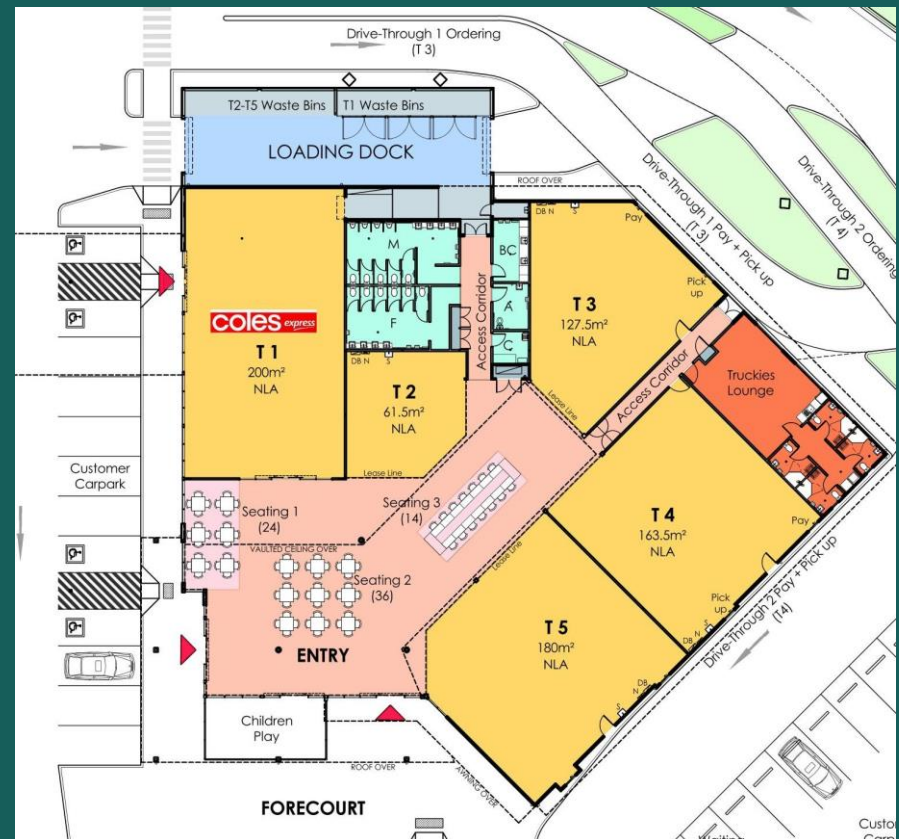 Drive-Through 1 Ordering
(T 3)
T2-T5 Waste Bins
T1 Waste Bins
LOADING DOCK
ROOF OVER
Drive-Through 1 Pay + Pick up
(T 3)
Drive-Through 2 Ordering
(T 4)
DB N
S
Pay
M
BC
Pick
up
Access Corridor
A
T 3
127.5m²
NLA
coles express
F
C
T 1
200m²
NLA
DB N
S
T 2
61.5m²
NLA
Lease Line
Access Corridor
Truckies
Lounge
Customer
Carpark
Lease Line
Seating 1
(24)
Seating 3
(14)
T 4
163.5m²
NLA
Pay
VAULTED CEILING OVER
Lease Line
Seating 2
(36)
Pick
up
S
DB
N
Drive-Through 2 Pay + Pick up
(T4)
T 5
180m²
NLA
ENTRY
DB
N
S
Children
Play
ROOF OVER
AWNING OVER
FORECOURT